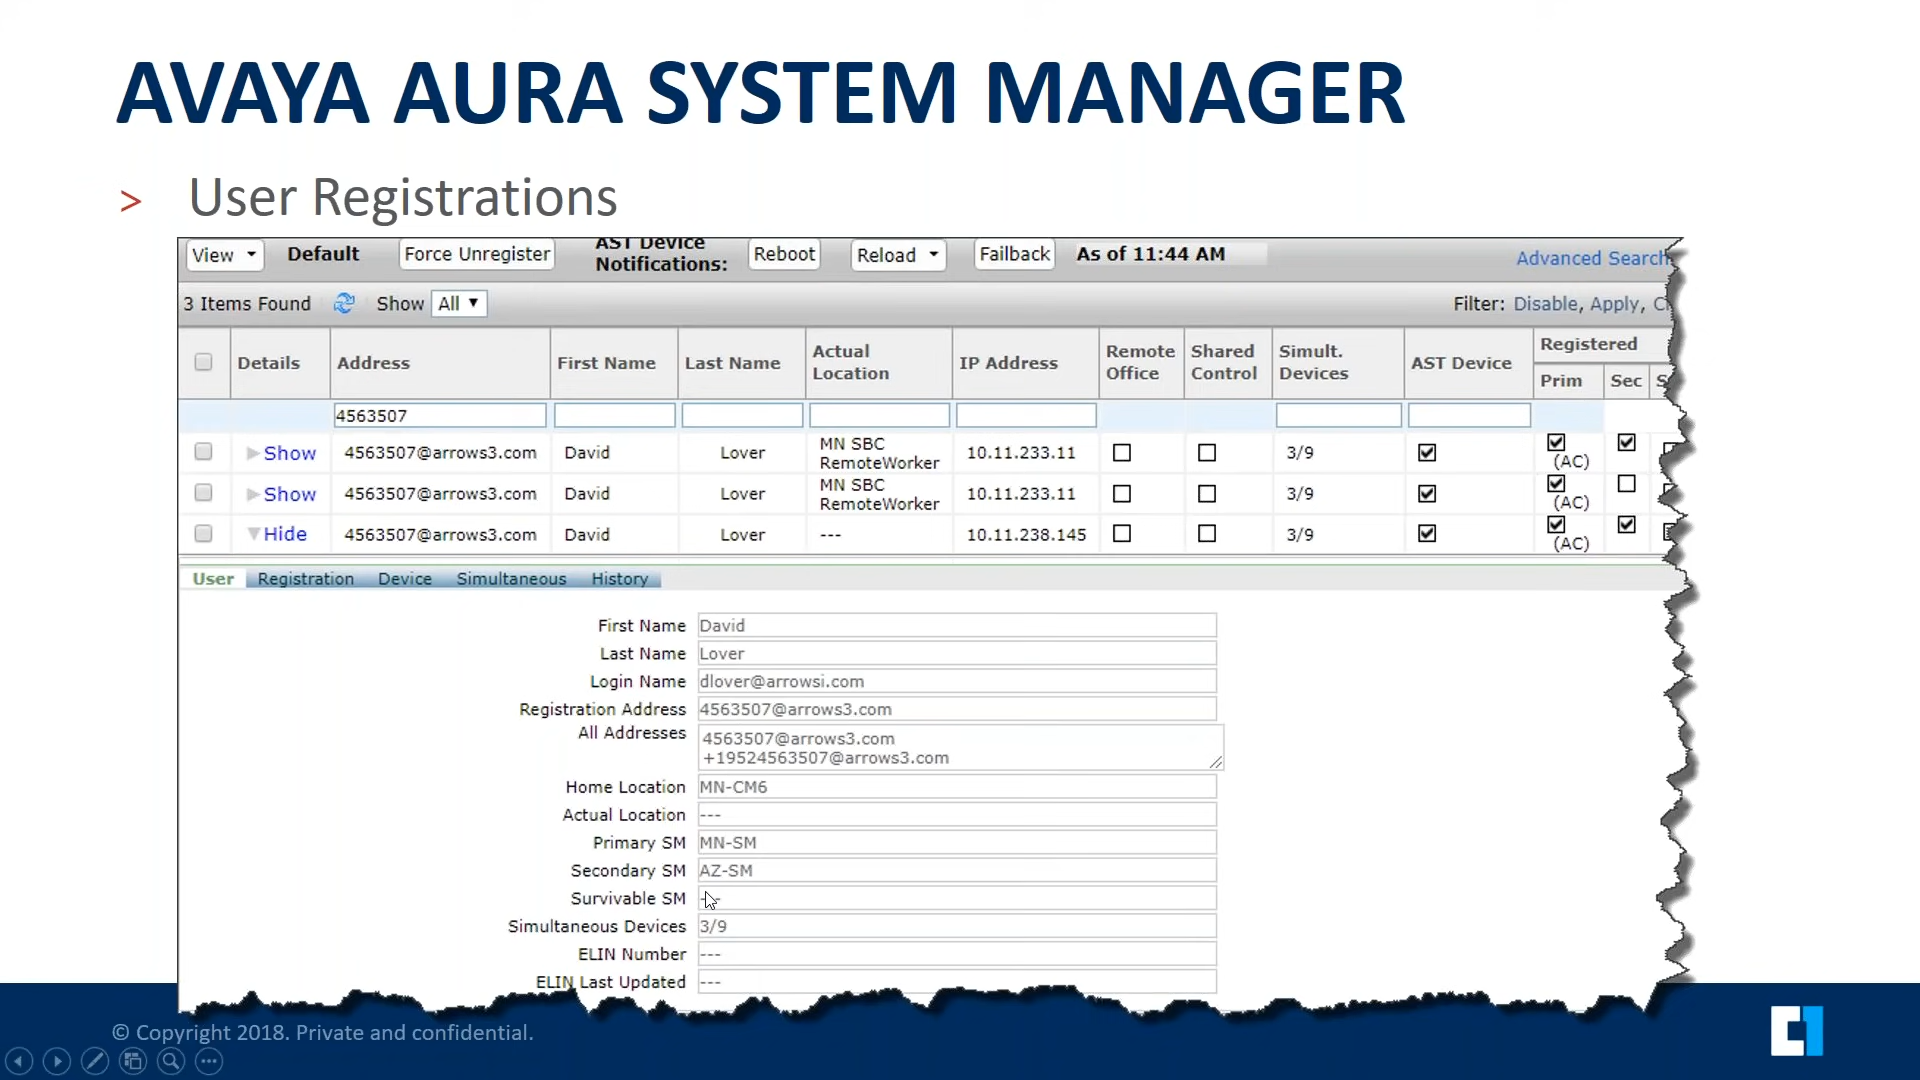 AVAYA AURA SYSTEM MANAGER
> User Registrations
View Default Force Unregister AST Device Notifications: Reboot Reload Failback As of 11:44 AM Advanced Search
3 Items Found Show All Filter: Disable, Apply,
Details Address First Name Last Name Actual Location IP Address Remote Office Shared Control Simult. Devices AST Device Registered
Prim Sec
4563507
Show 4563507@arrows3.com David Lover MN SBC RemoteWorker 10.11.233.11 3/9 (AC)
Show 4563507@arrows3.com David Lover MN SBC RemoteWorker 10.11.233.11 3/9 (AC)
Hide 4563507@arrows3.com David Lover --- 10.11.238.145 3/9 (AC)
User Registration Device Simultaneous History
First Name David
Last Name Lover
Login Name dlover@arrowsi.com
Registration Address 4563507@arrows3.com
All Addresses 4563507@arrows3.com
+19524563507@arrows3.com
Home Location MN-CM6
Actual Location ---
Primary SM MN-SM
Secondary SM AZ-SM
Survivable SM
Simultaneous Devices 3/9
ELIN Number ---
ELIN Last Updated ---
© Copyright 2018. Private and confidential.